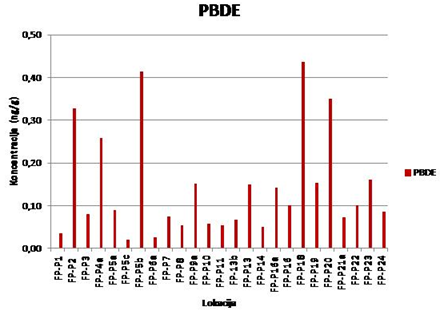 PBDE
Koncentracija (ng/g)
0,50
0,40
0,30
0,20
0,10
0,00
FP-P1
FP-P2
FP-P3
FP-P4a
FP-P5a
FP-P5c
FP-P5b
FP-P6a
FP-P7
FP-P8
FP-P9a
FP-P10
FP-P11
FP-13b
FP-P13
FP-P14
FP-P16a
FP-P16
FP-P18
FP-P19
FP-P20
FP-P21a
FP-P22
FP-P23
FP-P24
Lokacija
PBDE